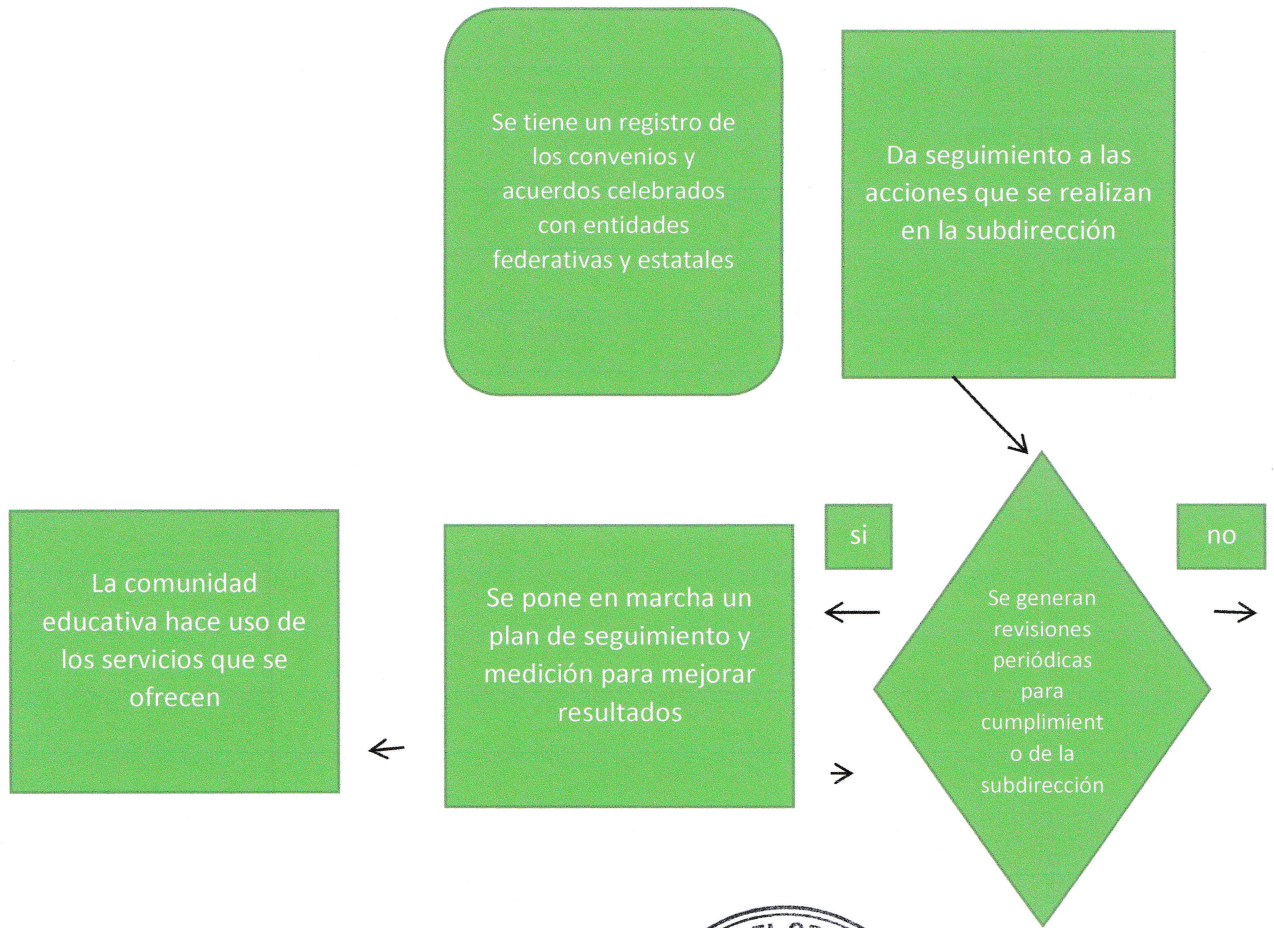 Se tiene un registro de
los convenios y
acuerdos celebrados
con entidades
federativas y estatales
Da seguimiento a las
acciones que se realizan
en la subdirección
La comunidad
educativa hace uso de
los servicios que se
ofrecen
Se pone en marcha un
plan de seguimiento y
medición para mejorar
resultados
si
Se generan
revisiones
periódicas
para
cumplimient
o de la
subdirección
no